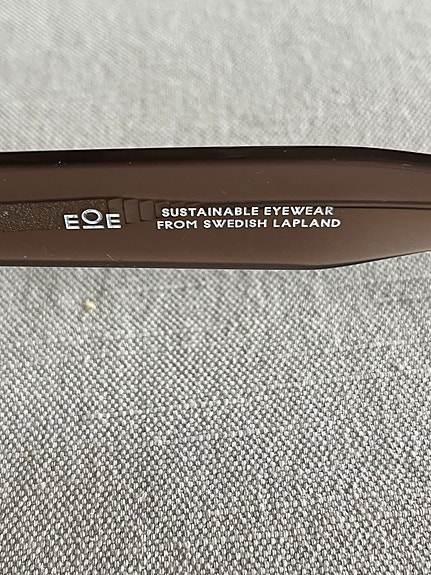 EOE
SUSTAINABLE EYEWEAR
FROM SWEDISH LAPLAND